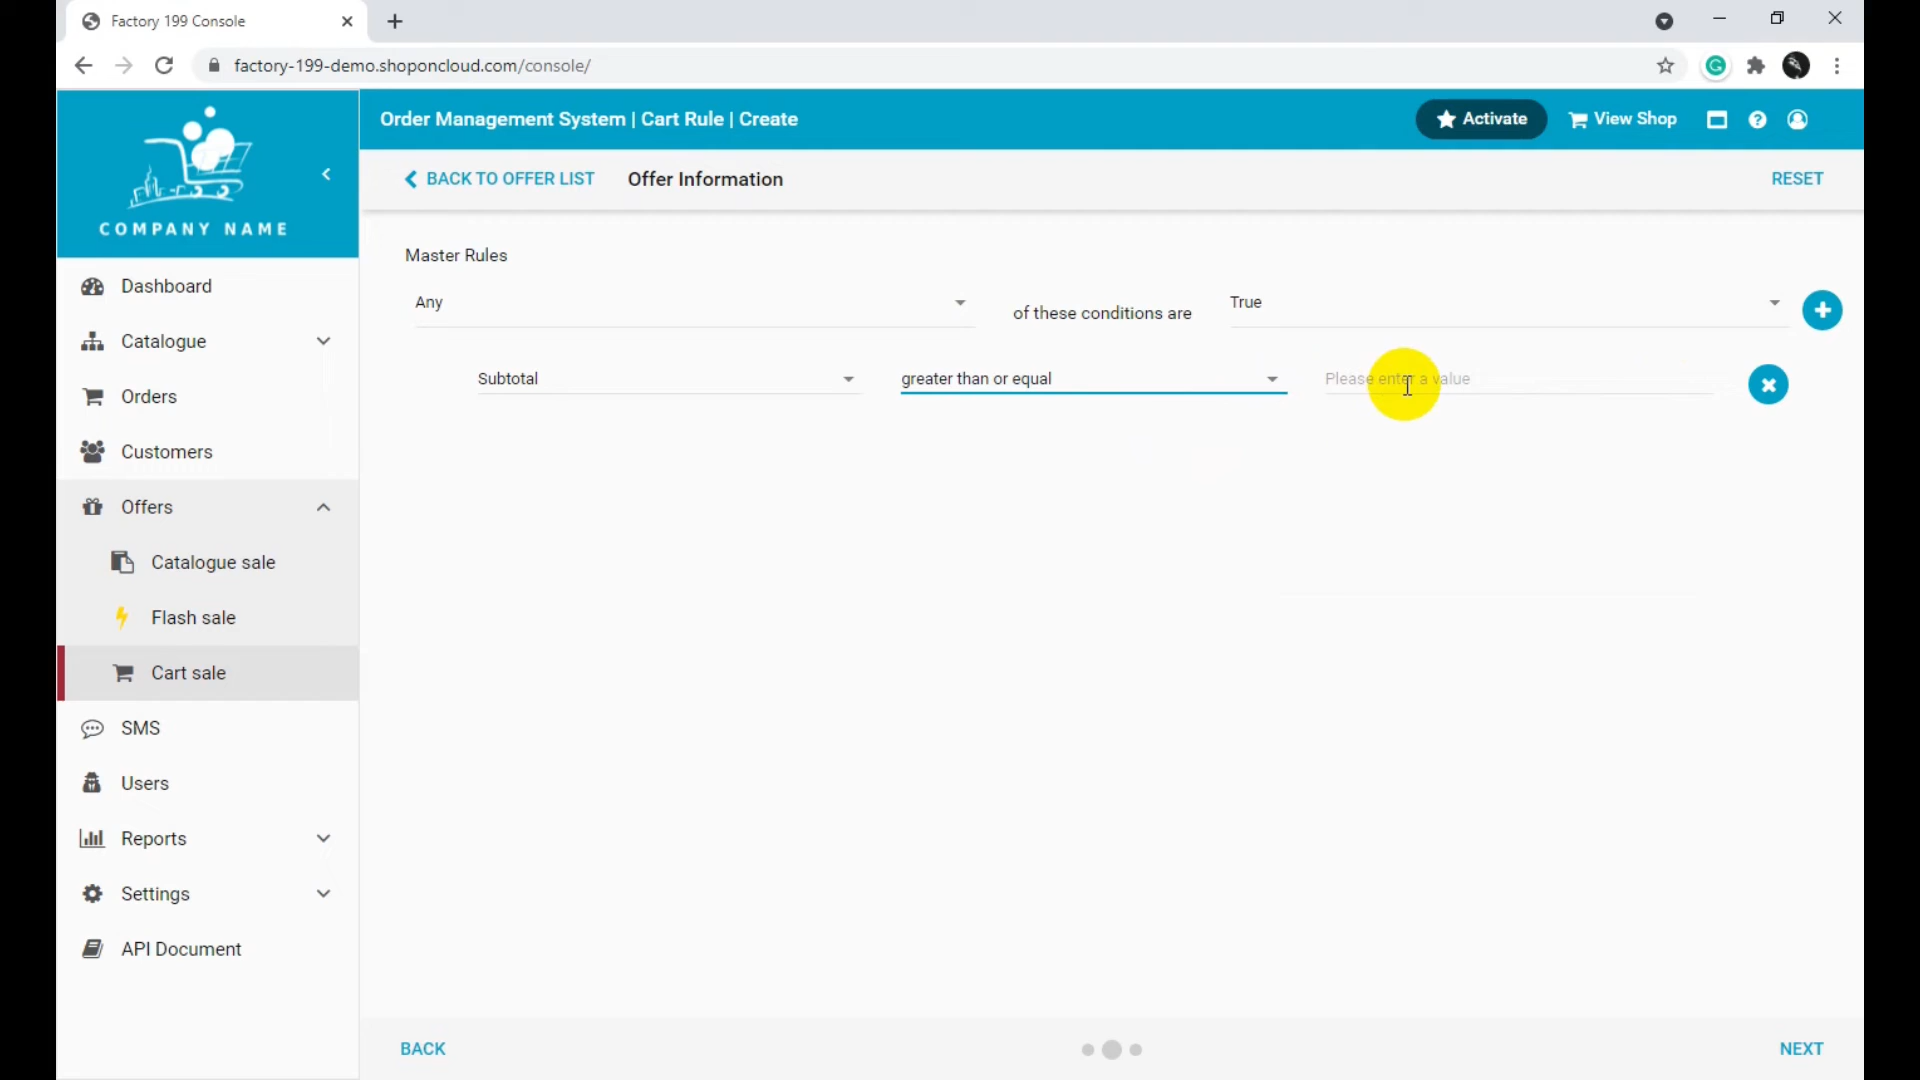 Factory 199 Console
factory-199-demo.shoponcloud.com/console/
COMPANY NAME
Order Management System | Cart Rule | Create
Activate
View Shop
BACK TO OFFER LIST
Offer Information
RESET
Dashboard
Catalogue
Orders
Customers
Offers
Catalogue sale
Flash sale
Cart sale
SMS
Users
Reports
Settings
API Document
Master Rules
Any
of these conditions are
True
Subtotal
greater than or equal
Please enter a value
BACK
NEXT